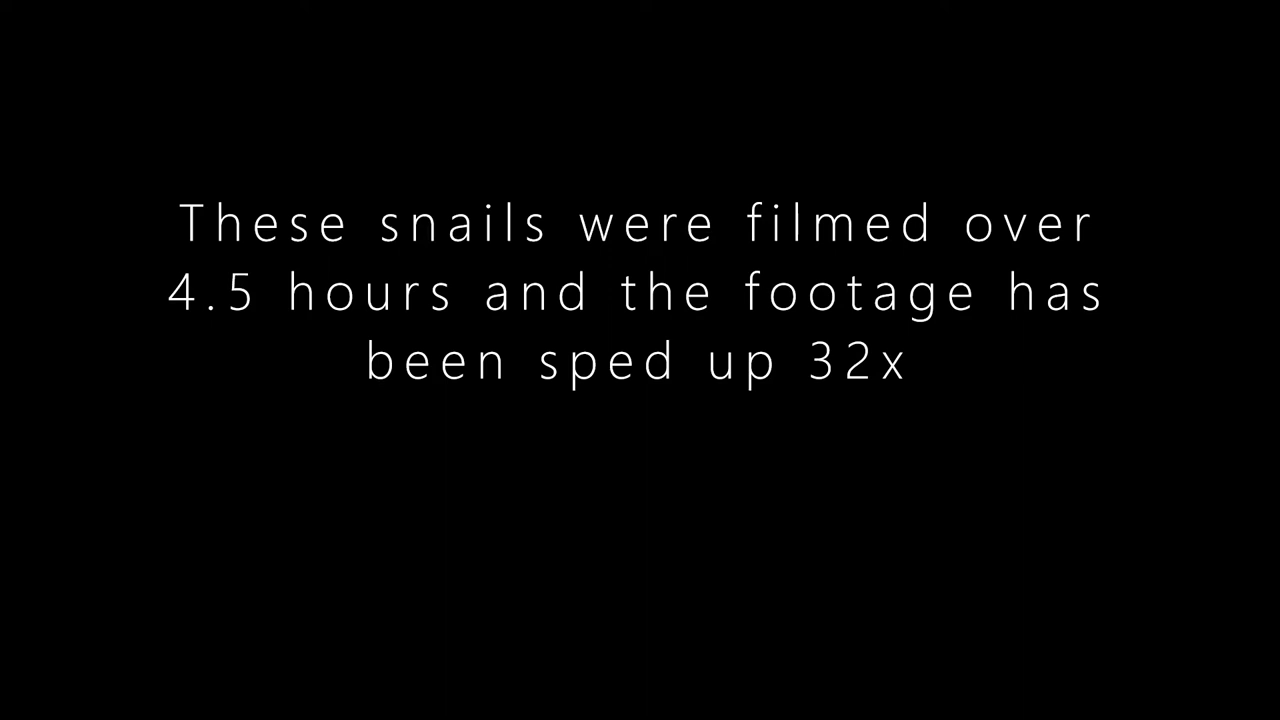 These snails were filmed over
4.5 hours and the footage has
been sped up 32x